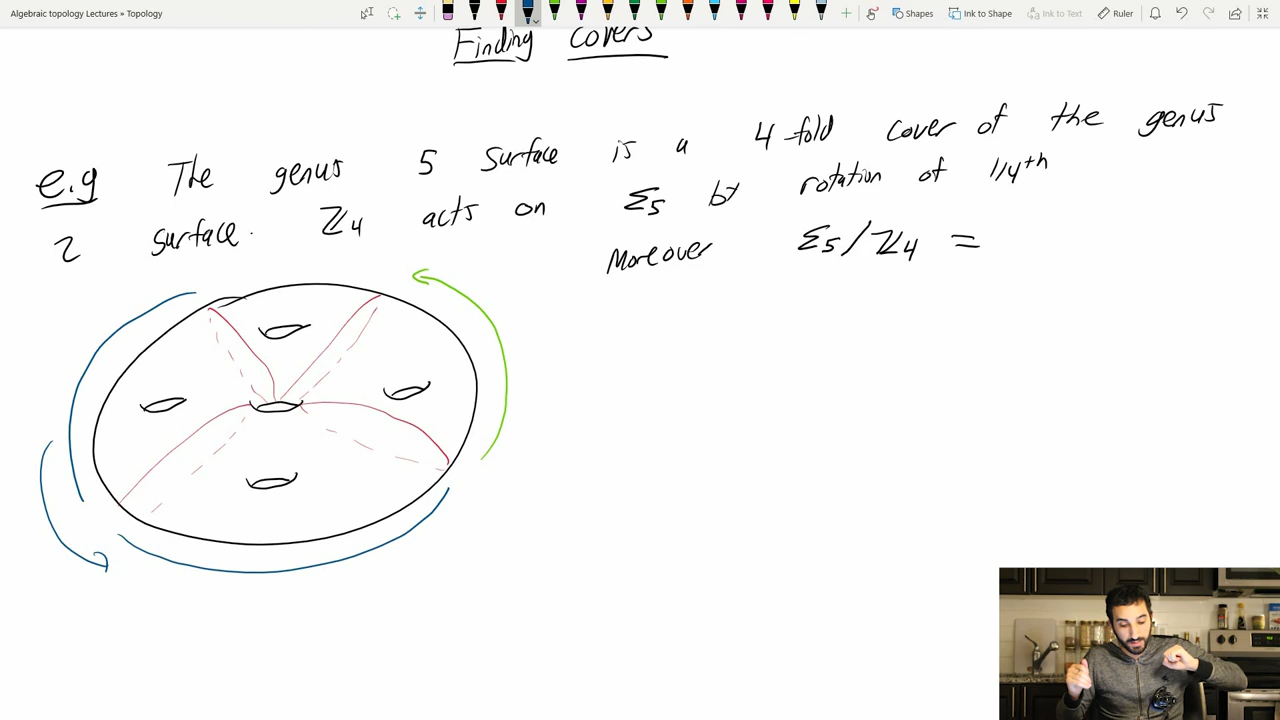 Algebraic topology Lectures » Topology
Shapes
Ink to Shape
Ink to Text
Ruler
Finding Covers
e.g The genus 5 surface is a 4-fold cover of the genus
2 surface. ℤ4 acts on Σ5 by rotation of 1/4th
Moreover Σ5/ℤ4 =